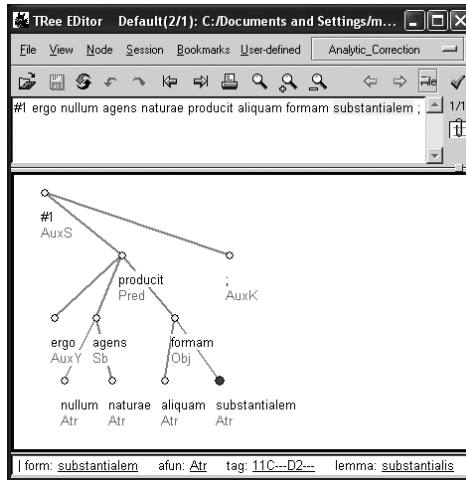 TRee EDitor Default(2/1): C:/Documents and Settings/m...
File View Node Session Bookmarks User-defined Analytic_Correction
#1 ergo nullum agens naturae producit aliquam formam substantialem ;
1/1
#1
AuxS
producit
Pred
;
AuxK
ergo agens formam
AuxY Sb Obj
nullum naturae aliquam substantialem
Atr Atr Atr Atr
form: substantialem afun: Atr tag: 11C---D2--- lemma: substantialis